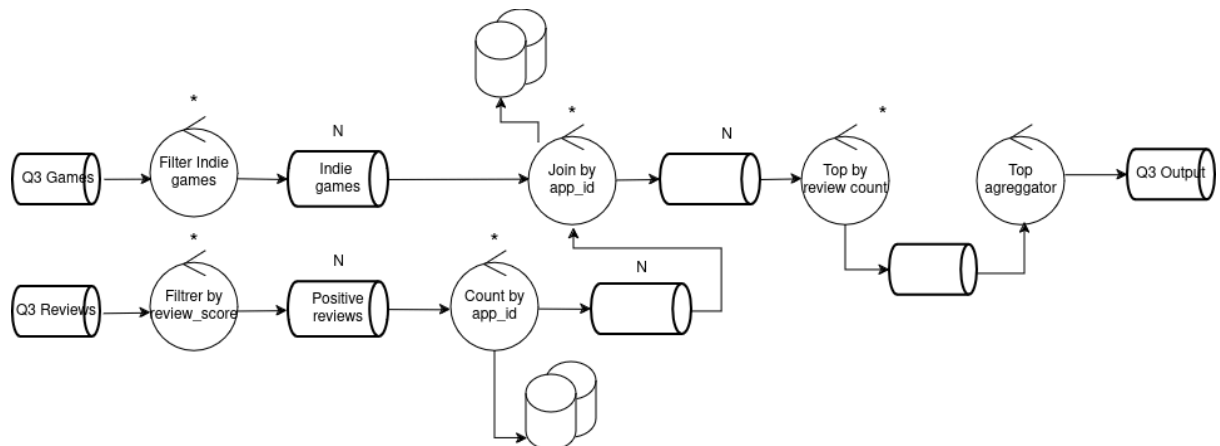 *
*
*
N
N
Q3 Games
Filter Indie
games
Indie
games
Join by
app_id
Top by
review count
Top
agreggator
Q3 Output
*
N
*
N
Q3 Reviews
Filtrer by
review_score
Positive
reviews
Count by
app_id